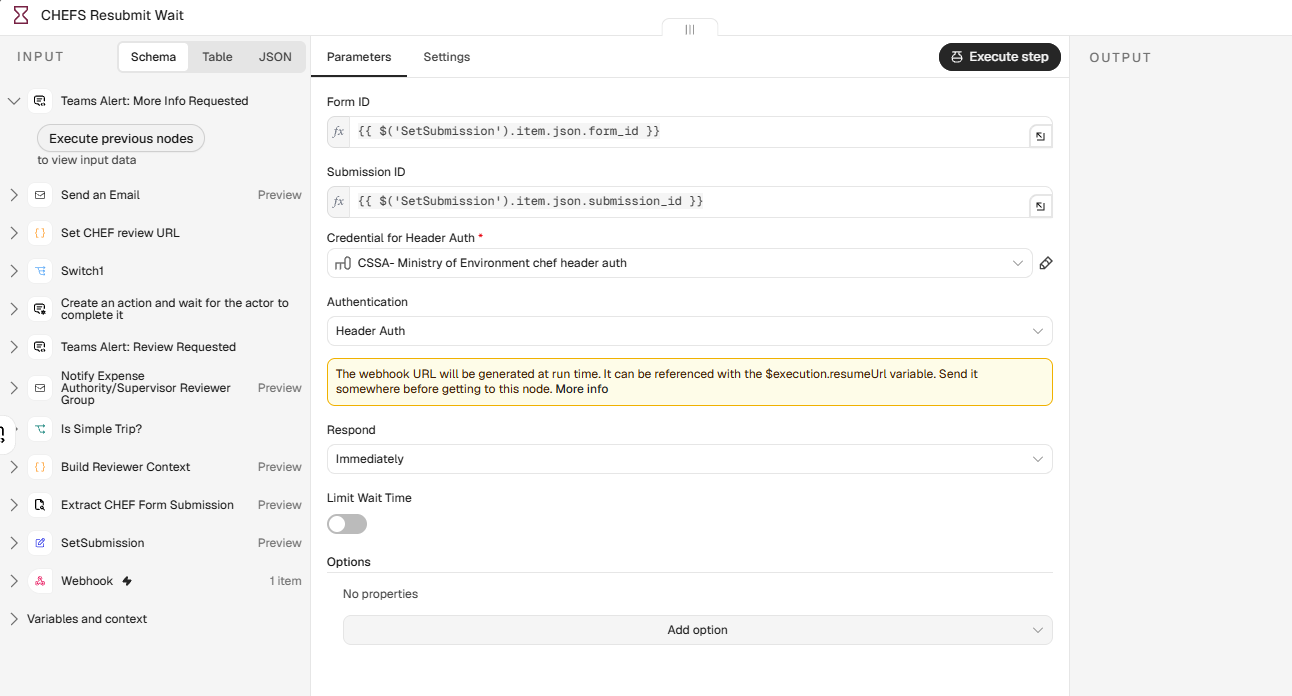 CHEFS Resubmit Wait
INPUT
Schema
Table
JSON
Teams Alert: More Info Requested
Execute previous nodes
to view input data
Send an Email
Preview
Set CHEF review URL
Switch1
Create an action and wait for the actor to
complete it
Teams Alert: Review Requested
Notify Expense
Authority/Supervisor Reviewer
Group
Preview
Is Simple Trip?
Build Reviewer Context
Preview
Extract CHEF Form Submission
Preview
SetSubmission
Preview
Webhook
1 item
Variables and context
Parameters
Settings
Execute step
Form ID
fx
{{ $('SetSubmission').item.json.form_id }}
Submission ID
fx
{{ $('SetSubmission').item.json.submission_id }}
Credential for Header Auth *
CSSA- Ministry of Environment chef header auth
Authentication
Header Auth
The webhook URL will be generated at run time. It can be referenced with the $execution.resumeUrl variable. Send it
somewhere before getting to this node. More info
Respond
Immediately
Limit Wait Time
Options
No properties
Add option
OUTPUT